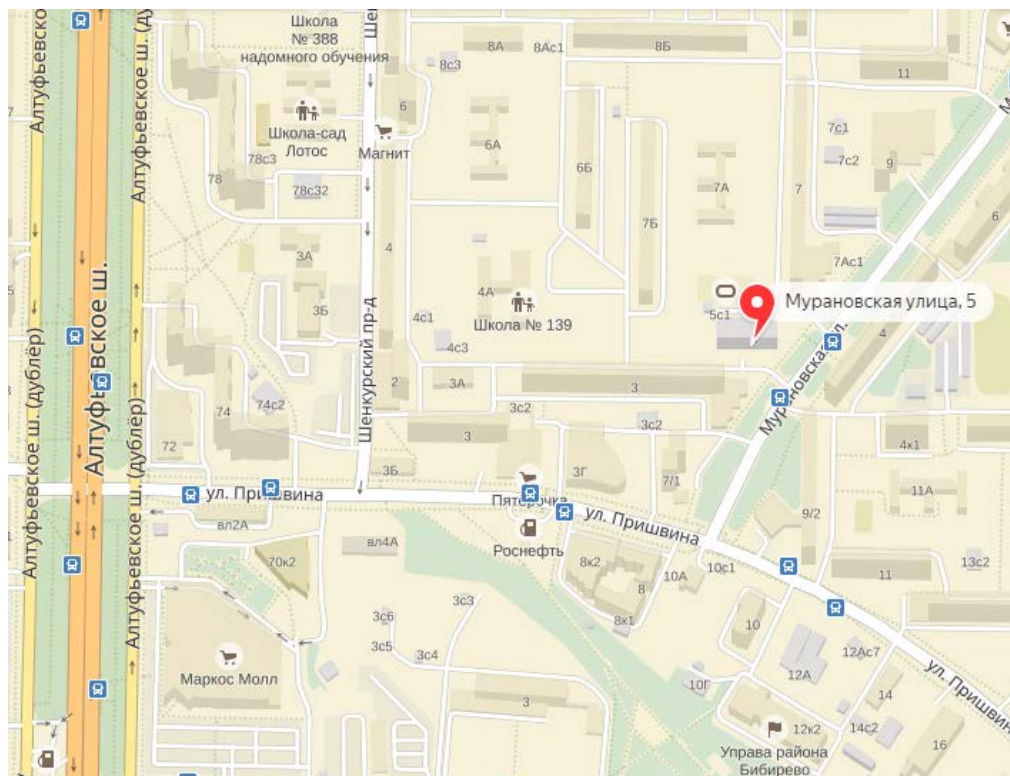 Алтуфьевское
Алтуфьевское ш. (ду
Школа
№ 388
надомного обучения
Шен
8с3
8А
8Ас1
8Б
11
6
Школа-сад
Лотос
Магнит
78с3
78
78с32
6А
6Б
7А
7
7Б
7с1
7с2
9
6
7Ас1
4
3А
3Б
4А
Школа № 139
4с1
4с3
5с1
Мурановская улица, 5
4
Алтуфьевское ш.
Шенкурский пр-д
Мурановская ул.
Алтуфьевское ш. (дублёр)
Алтуфьевское ш. (дублёр)
74с2
74
72
2
3А
3
3с2
3с2
3
3Б
3Г
7/1
4к1
11А
9/2
ул. Пришвина
Пятёрочка
ул. Пришвина
Роснефть
вл2А
70к2
вл4А
8к2
8
8к1
10А
10с1
11
13с2
3с3
3с6
3с5
3с4
10
12Ас7
12А
ул. Пришвина
Маркос Молл
3
10Г
14
12к2
14с2
16
Управа района
Бибирево